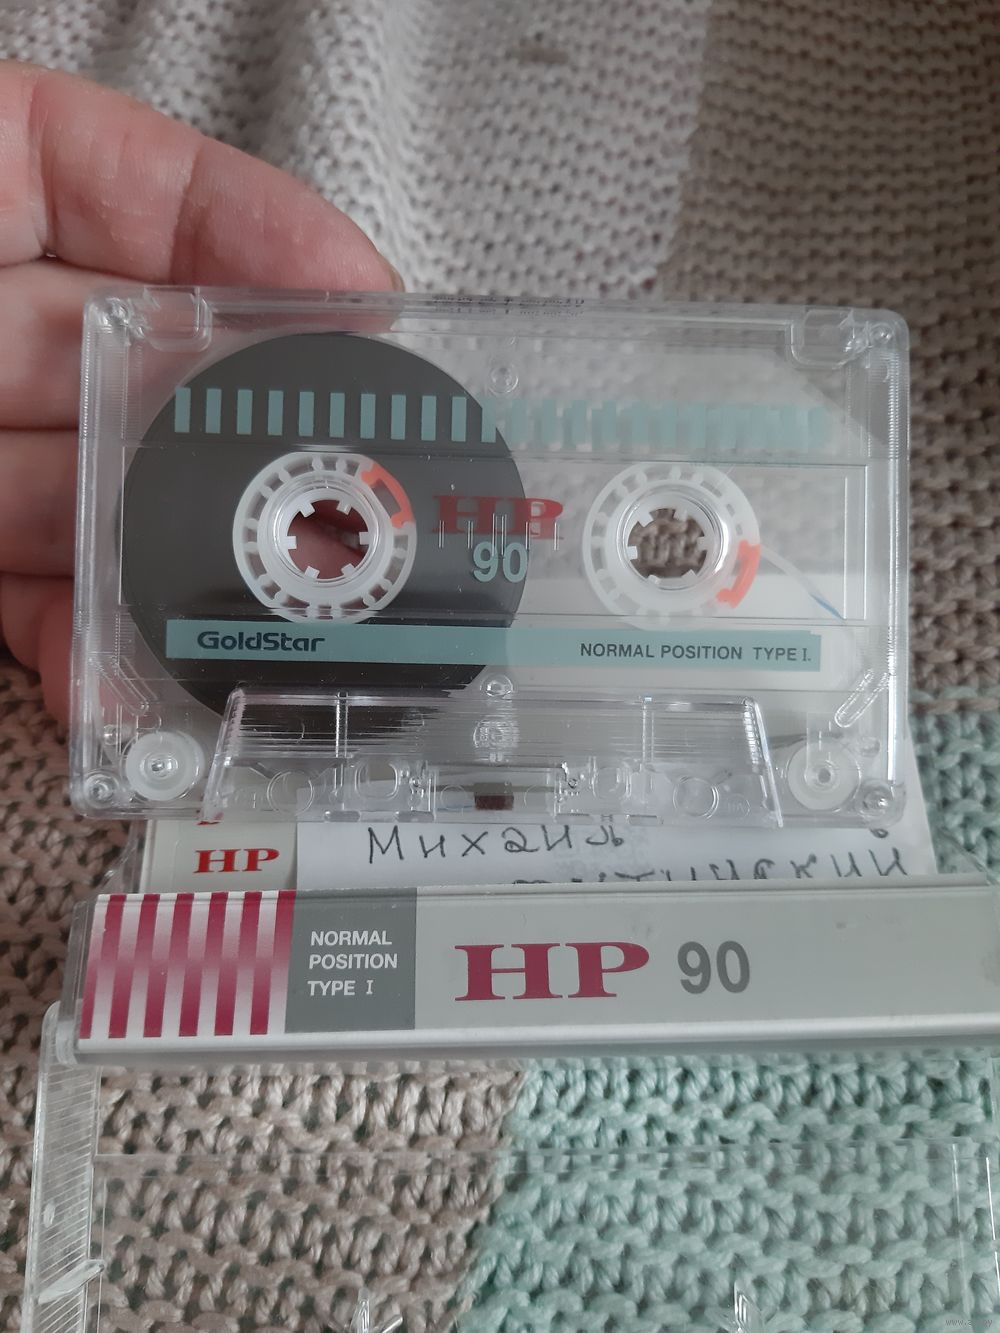 HP
90
GoldStar
NORMAL POSITION TYPE I.
HP
Михаил
NORMAL
POSITION
TYPE I
HP 90